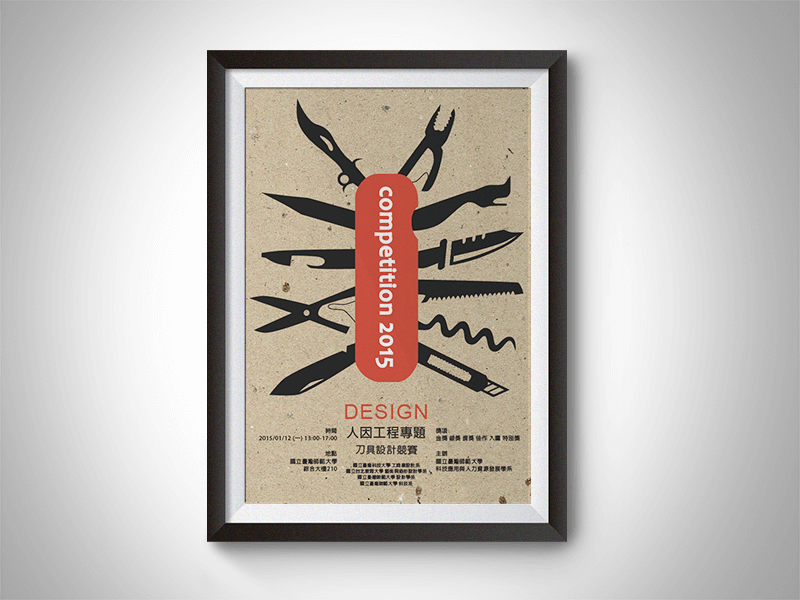 competition 2015
DESIGN
人因工程專題
刀具設計競賽
時間
2015/01/12 (一) 13:00-17:00
地點
國立臺灣師範大學
綜合大樓210
獎項
金獎 銀獎 銅獎 佳作 入圍 特別獎
主辦
國立臺灣師範大學
科技應用與人力資源發展學系
國立臺灣科技大學 工商業設計系
國立台北教育大學 藝術與造形設計學系
國立臺灣師範大學 設計學系
國立臺灣師範大學 科技系